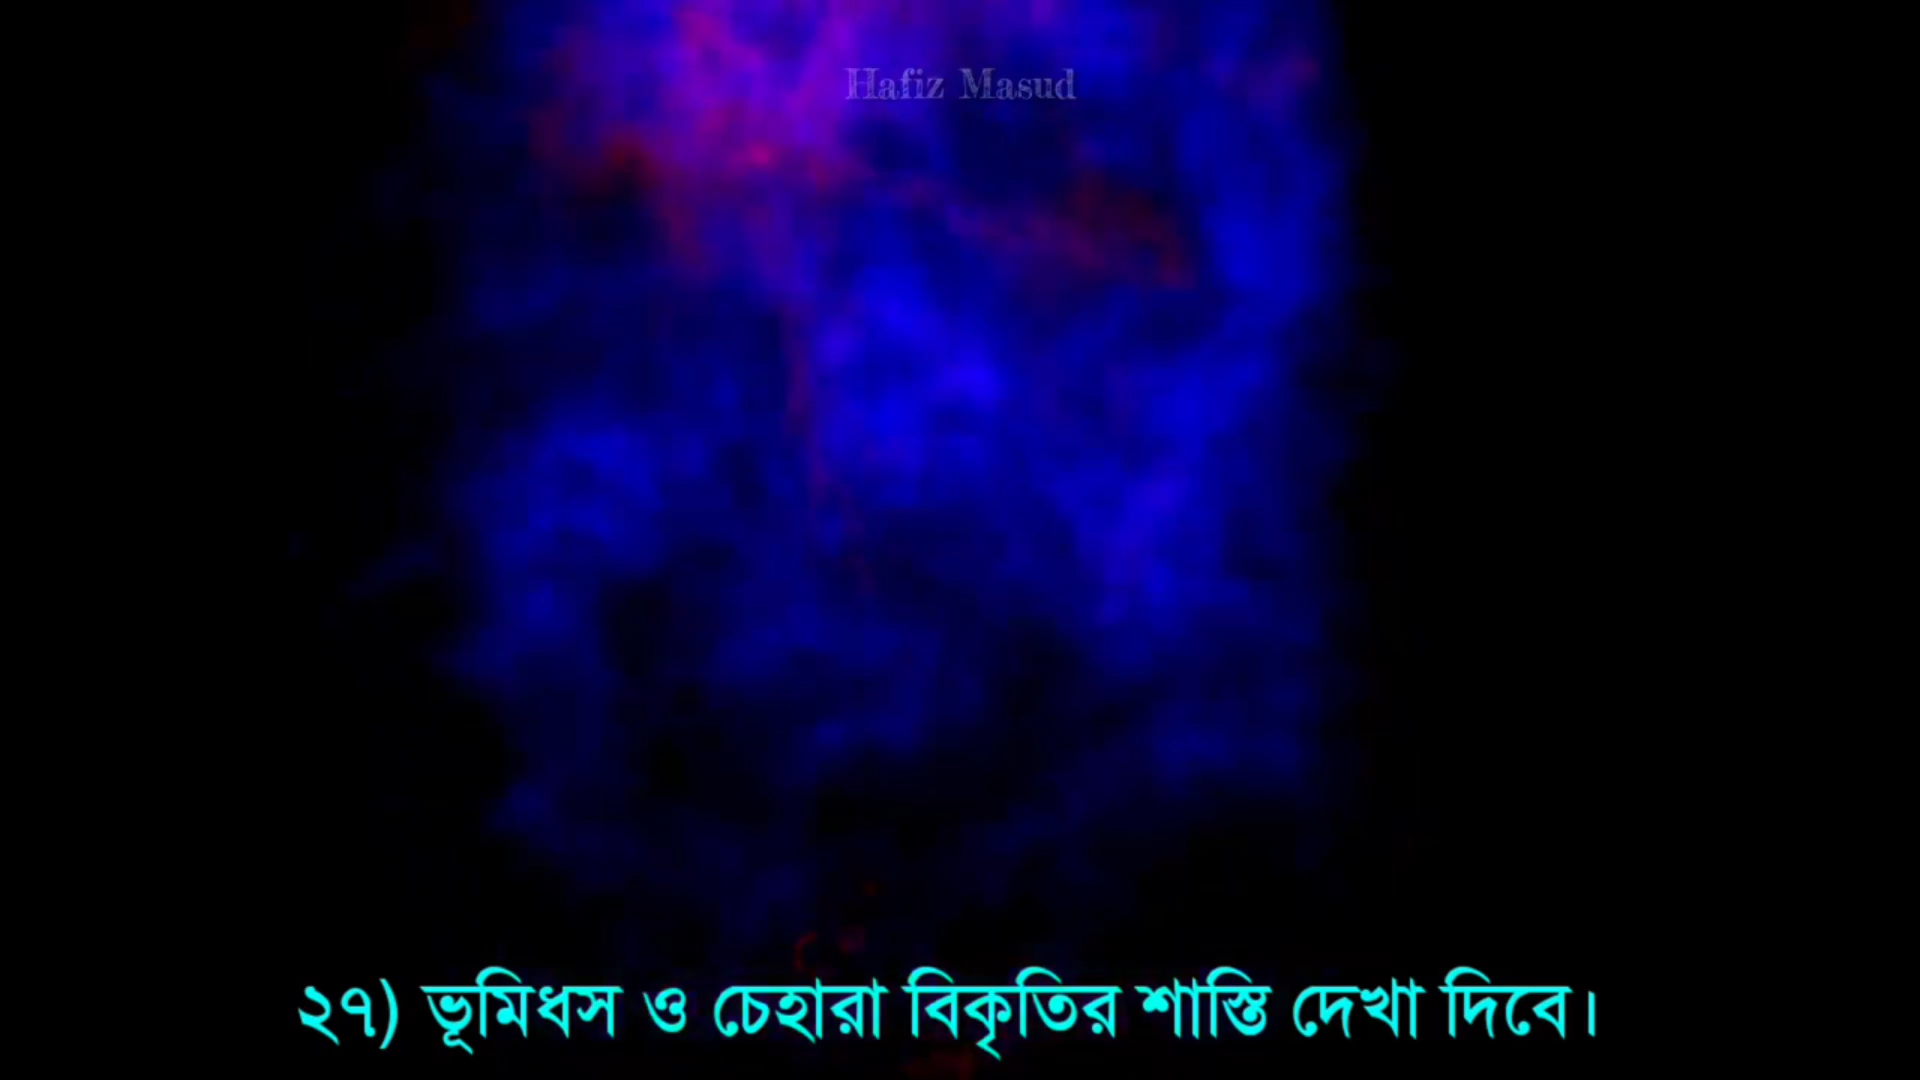 Hafiz Masud
২৭) ভূমিধস ও চেহারা বিকৃতির শাস্তি দেখা দিবে।